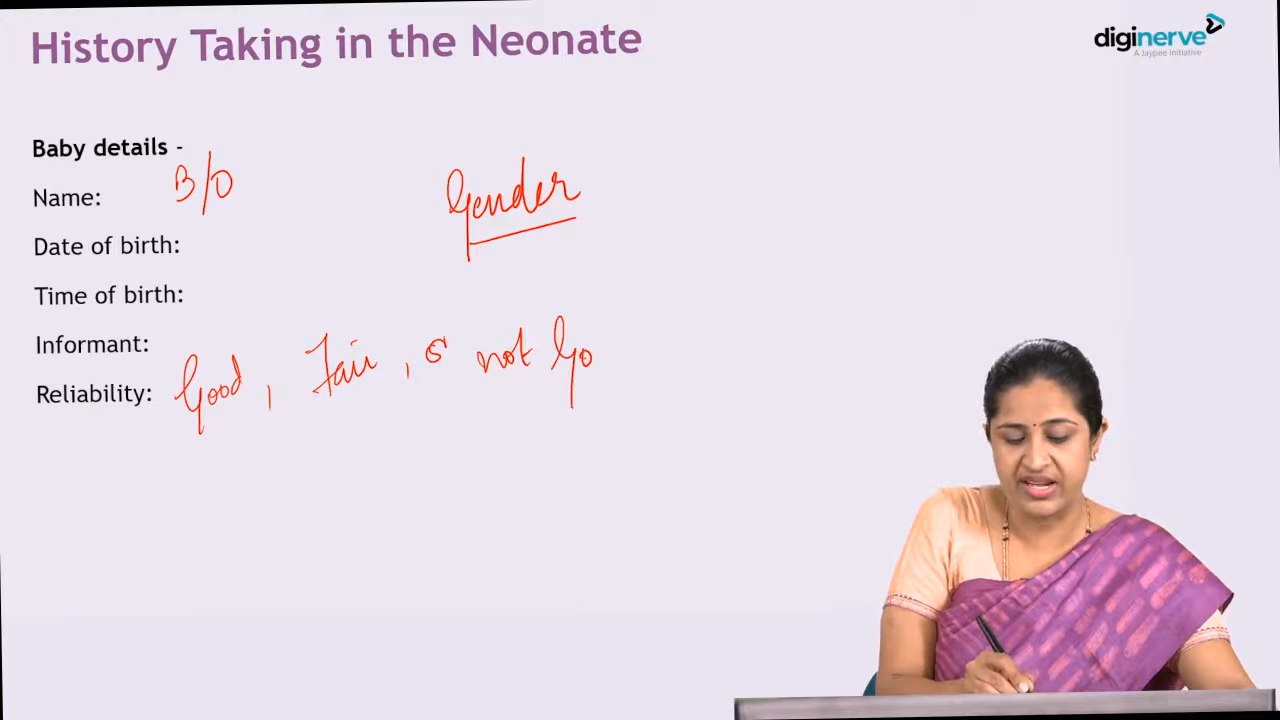 History Taking in the Neonate
diginerve
A Jaypee Initiative
Baby details -
Name: B/O
Gender
Date of birth:
Time of birth:
Informant:
Reliability: Good, Fair, or not Go